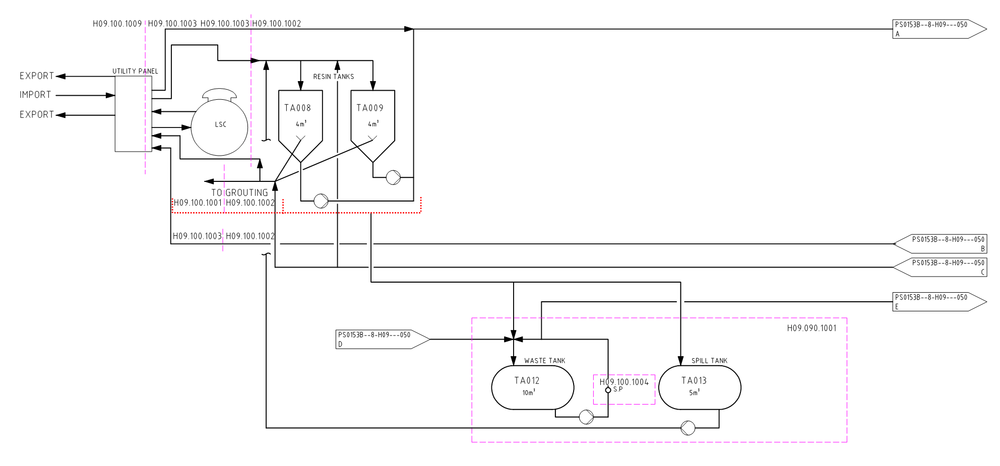 H09.100.1009
H09.100.1003
H09.100.1003
H09.100.1002
PS0153B--8-H09---050
A
UTILITY PANEL
EXPORT
IMPORT
EXPORT
RESIN TANKS
TA008
4m³
TA009
4m³
LSC
TO GROUTING
H09.100.1001
H09.100.1002
H09.100.1003
H09.100.1002
PS0153B--8-H09---050
B
PS0153B--8-H09---050
C
PS0153B--8-H09---050
E
H09.090.1001
PS0153B--8-H09---050
D
WASTE TANK
TA012
10m³
H09.100.1004
S.P
SPILL TANK
TA013
5m³